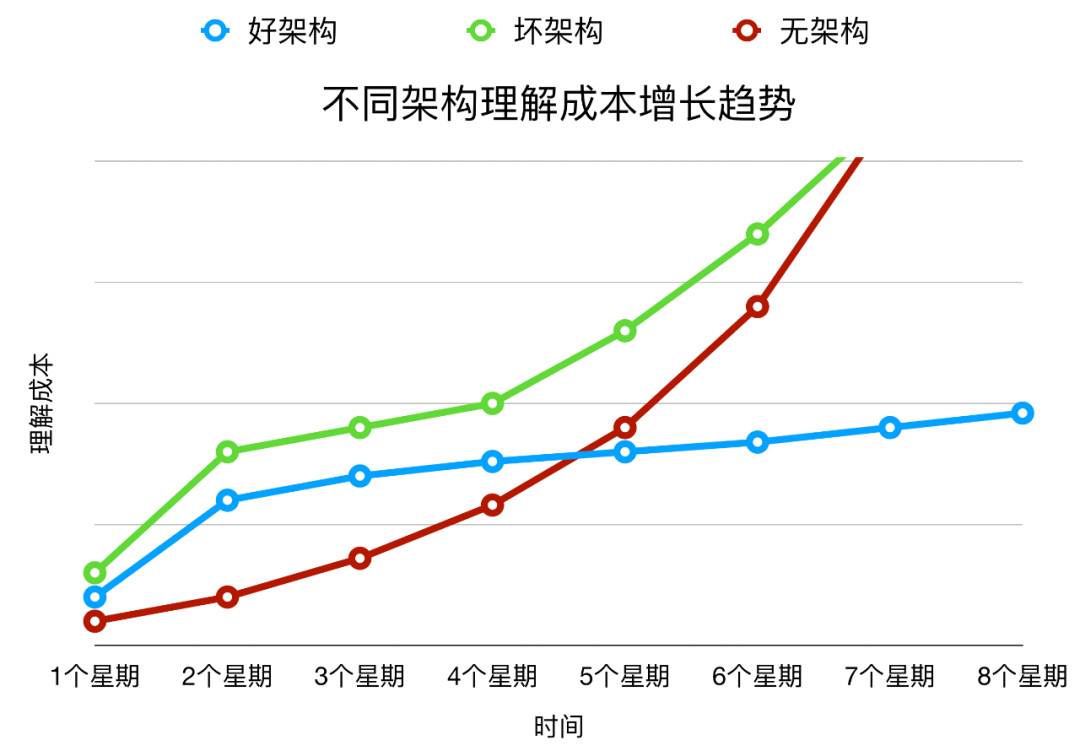 好架构 坏架构 无架构
不同架构理解成本增长趋势
理解成本
1个星期 2个星期 3个星期 4个星期 5个星期 6个星期 7个星期 8个星期
时间